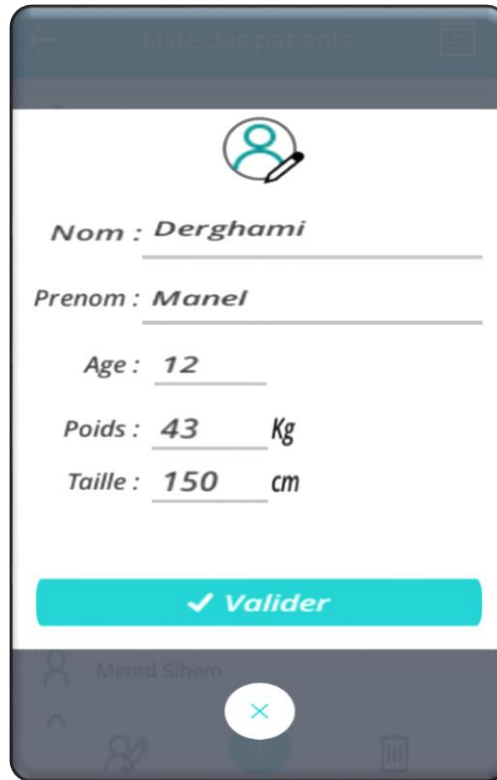 Liste des patients
Nom : Derghami
Prenom : Manel
Age : 12
Poids : 43 Kg
Taille : 150 cm
Valider
Merad Sihem